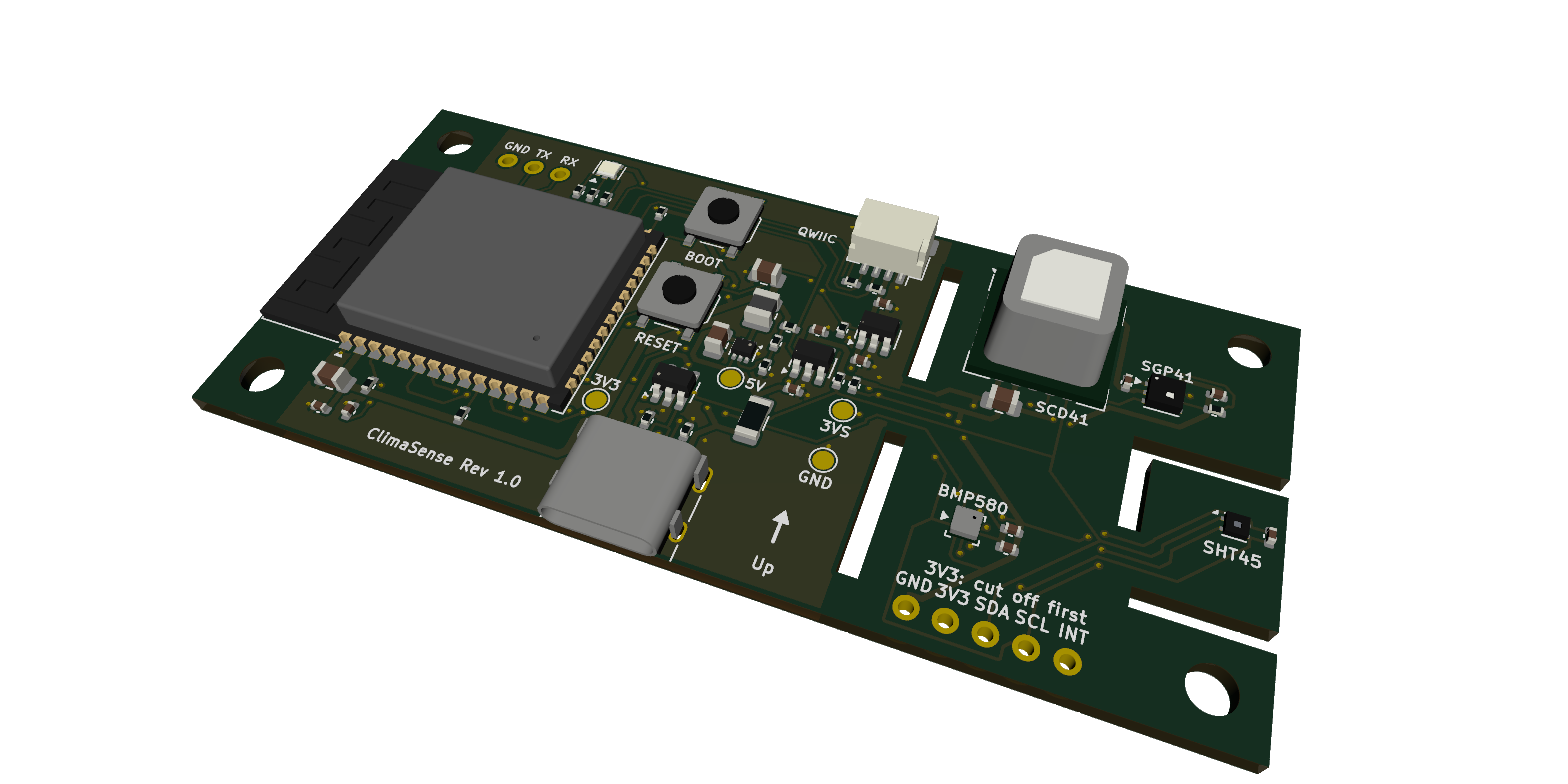 GND TX RX
QWIIC
BOOT
RESET
3V3
5V
3VS
GND
ClimaSense Rev 1.0
Up
SCD41
SGP41
BMP580
SHT45
3V3: cut off first
GND 3V3 SDA SCL INT